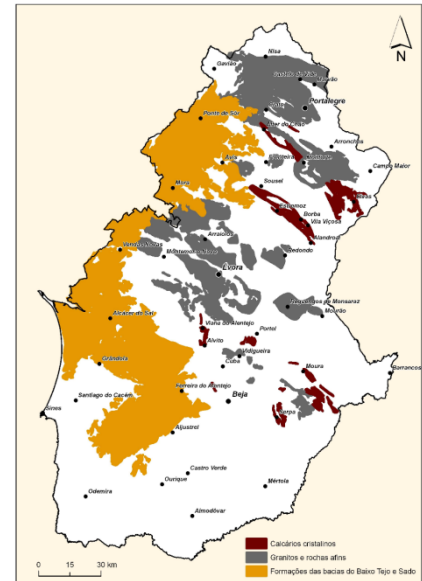 N
Nisa
Gavião
Castelo de Vide
Marvão
Portalegre
Ponte de Sor
Alter do Chão
Arronches
Campo Maior
Avis
Fronteira
Mora
Sousel
Elvas
Estremoz
Borba
Vila Viçosa
Alandroal
Arraiolos
Vendas Novas
Montemor-o-Novo
Redondo
Évora
Reguengos de Monsaraz
Mourão
Alcácer do Sal
Viana do Alentejo
Portel
Alvito
Vidigueira
Grândola
Cuba
Moura
Barrancos
Ferreira do Alentejo
Santiago do Cacém
Beja
Sines
Serpa
Aljustrel
Castro Verde
Ourique
Mértola
Odemira
Almodôvar
Calcários cristalinos
Granitos e rochas afins
Formações das bacias do Baixo Tejo e Sado
0 15 30 km